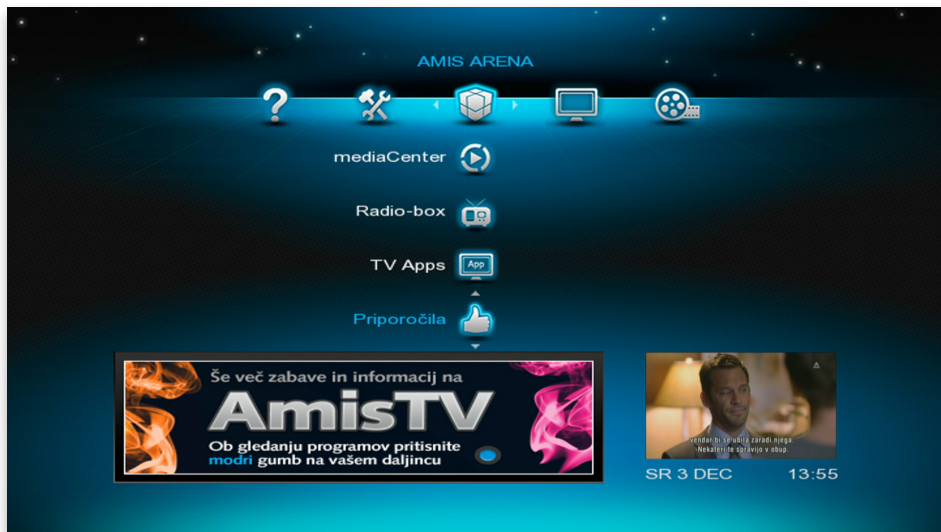 AMIS ARENA
mediaCenter
Radio-box
TV Apps
App
Priporočila
Še več zabave in informacij na
AmisTV
Ob gledanju programov pritisnite
modri gumb na vašem daljincu
vendar bi se ubila zaradi njega.
-Nekateri te spravijo v obup.
SR 3 DEC 13:55